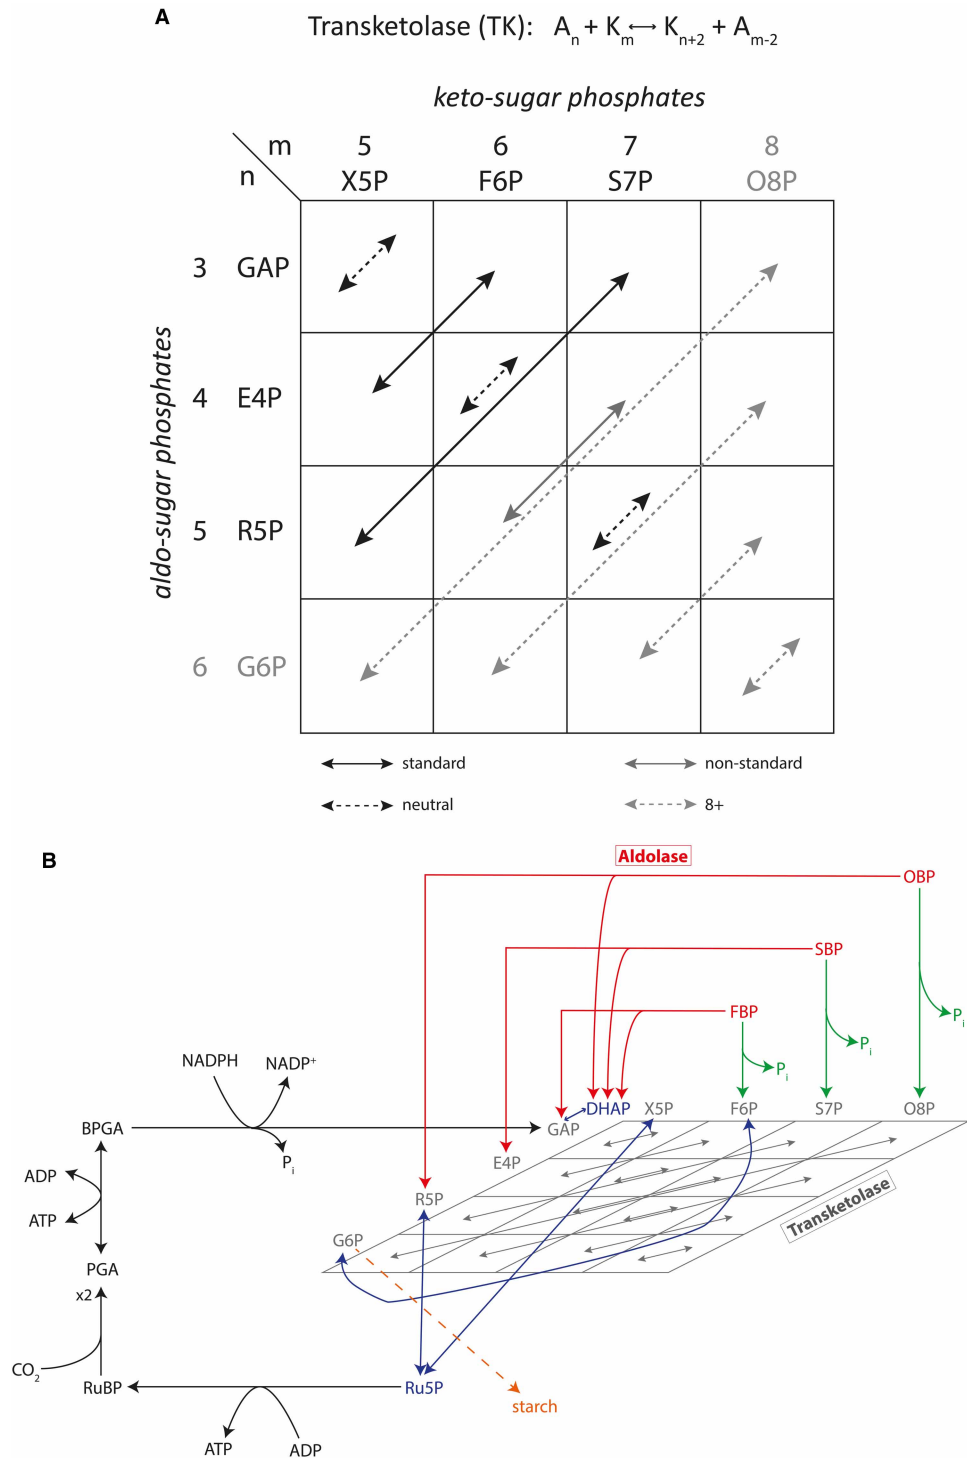 A
Transketolase (TK): Aₙ + Kₘ ↔ Kₙ₊₂ + Aₘ₋₂
keto-sugar phosphates
m 5 6 7 8
n X5P F6P S7P O8P
aldo-sugar phosphates
3 GAP
4 E4P
5 R5P
6 G6P
standard non-standard
neutral 8+
B
Aldolase
OBP
SBP
FBP
Pᵢ
Pᵢ
Pᵢ
NADPH NADP⁺
DHAP X5P F6P S7P O8P
BPGA GAP
Pᵢ E4P
ADP
R5P
ATP
Transketolase
G6P
PGA
x2
CO₂
RuBP Ru5P
starch
ATP ADP